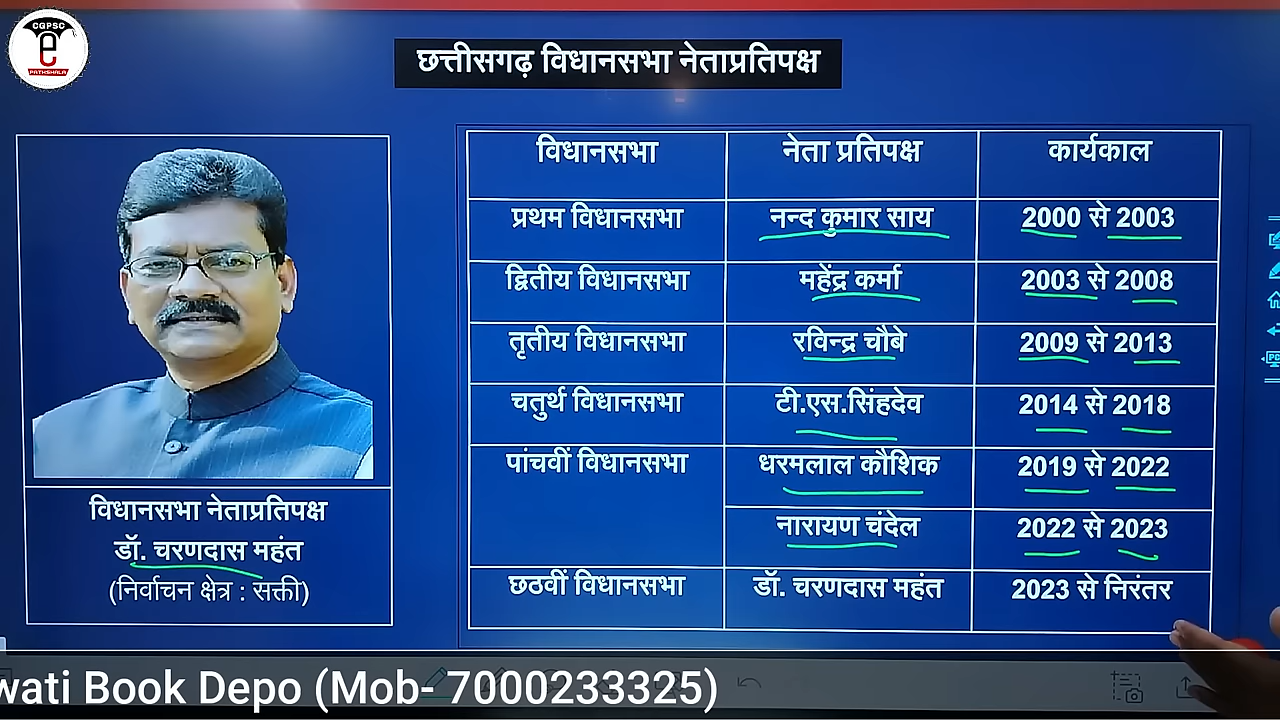 CGPSC
e
PATHSHALA
छत्तीसगढ़ विधानसभा नेताप्रतिपक्ष
विधानसभा नेताप्रतिपक्ष
डॉ. चरणदास महंत
(निर्वाचन क्षेत्र : सक्ती)
विधानसभा नेता प्रतिपक्ष कार्यकाल
प्रथम विधानसभा नन्द कुमार साय 2000 से 2003
द्वितीय विधानसभा महेंद्र कर्मा 2003 से 2008
तृतीय विधानसभा रविन्द्र चौबे 2009 से 2013
चतुर्थ विधानसभा टी.एस.सिंहदेव 2014 से 2018
पांचवीं विधानसभा धरमलाल कौशिक 2019 से 2022
नारायण चंदेल 2022 से 2023
छठवीं विधानसभा डॉ. चरणदास महंत 2023 से निरंतर
wati Book Depo (Mob- 7000233325)